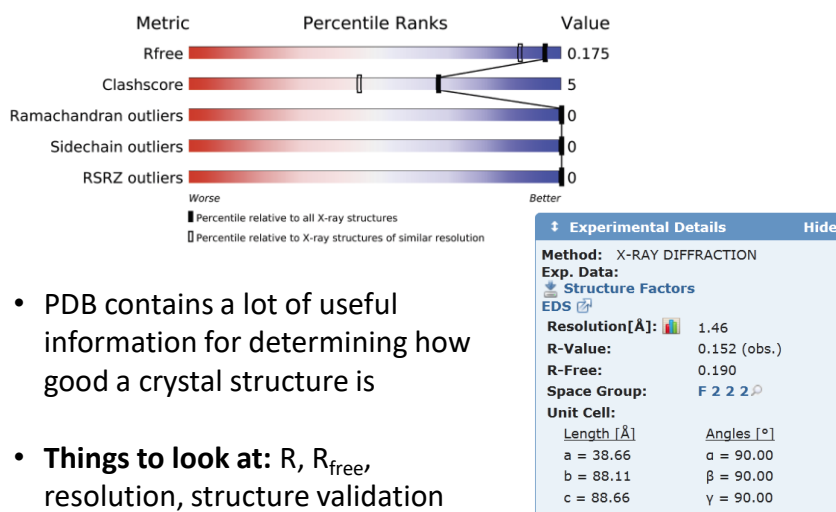 Metric Percentile Ranks Value
Rfree 0.175
Clashscore 5
Ramachandran outliers 0
Sidechain outliers 0
RSRZ outliers 0
Worse Better
Percentile relative to all X-ray structures
Percentile relative to X-ray structures of similar resolution
• PDB contains a lot of useful
information for determining how
good a crystal structure is
• Things to look at: R, Rfree,
resolution, structure validation
Experimental Details Hide
Method: X-RAY DIFFRACTION
Exp. Data:
Structure Factors
EDS
Resolution[Å]: 1.46
R-Value: 0.152 (obs.)
R-Free: 0.190
Space Group: F 2 2 2
Unit Cell:
Length [Å] Angles [°]
a = 38.66 α = 90.00
b = 88.11 β = 90.00
c = 88.66 γ = 90.00